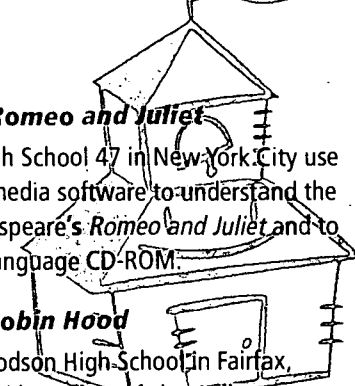 Romeo and Juliet
h School 47 in New York City use
media software to understand the
speare's Romeo and Juliet and to
anguage CD-ROM.
obin Hood
odson High School in Fairfax,